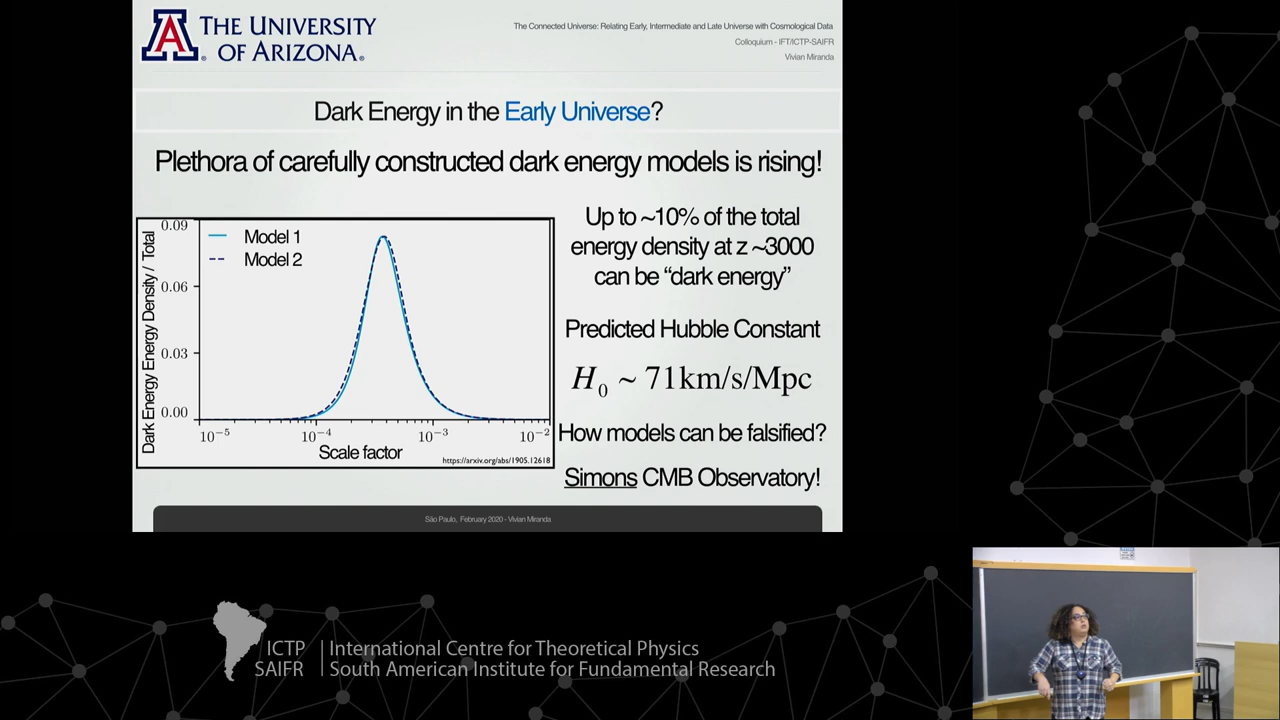 THE UNIVERSITY
OF ARIZONA®
The Connected Universe: Relating Early, Intermediate and Late Universe with Cosmological Data
Colloquium - IFT/ICTP-SAIFR
Vivian Miranda
Dark Energy in the Early Universe?
Plethora of carefully constructed dark energy models is rising!
Dark Energy Energy Density / Total
0.09
0.06
0.03
0.00
Model 1
Model 2
10⁻⁵
10⁻⁴
10⁻³
10⁻²
Scale factor
https://arxiv.org/abs/1905.12618
Up to ~10% of the total
energy density at z ~3000
can be “dark energy”
Predicted Hubble Constant
H₀ ~ 71km/s/Mpc
How models can be falsified?
Simons CMB Observatory!
São Paulo, February 2020 - Vivian Miranda
ICTP
SAIFR
International Centre for Theoretical Physics
South American Institute for Fundamental Research